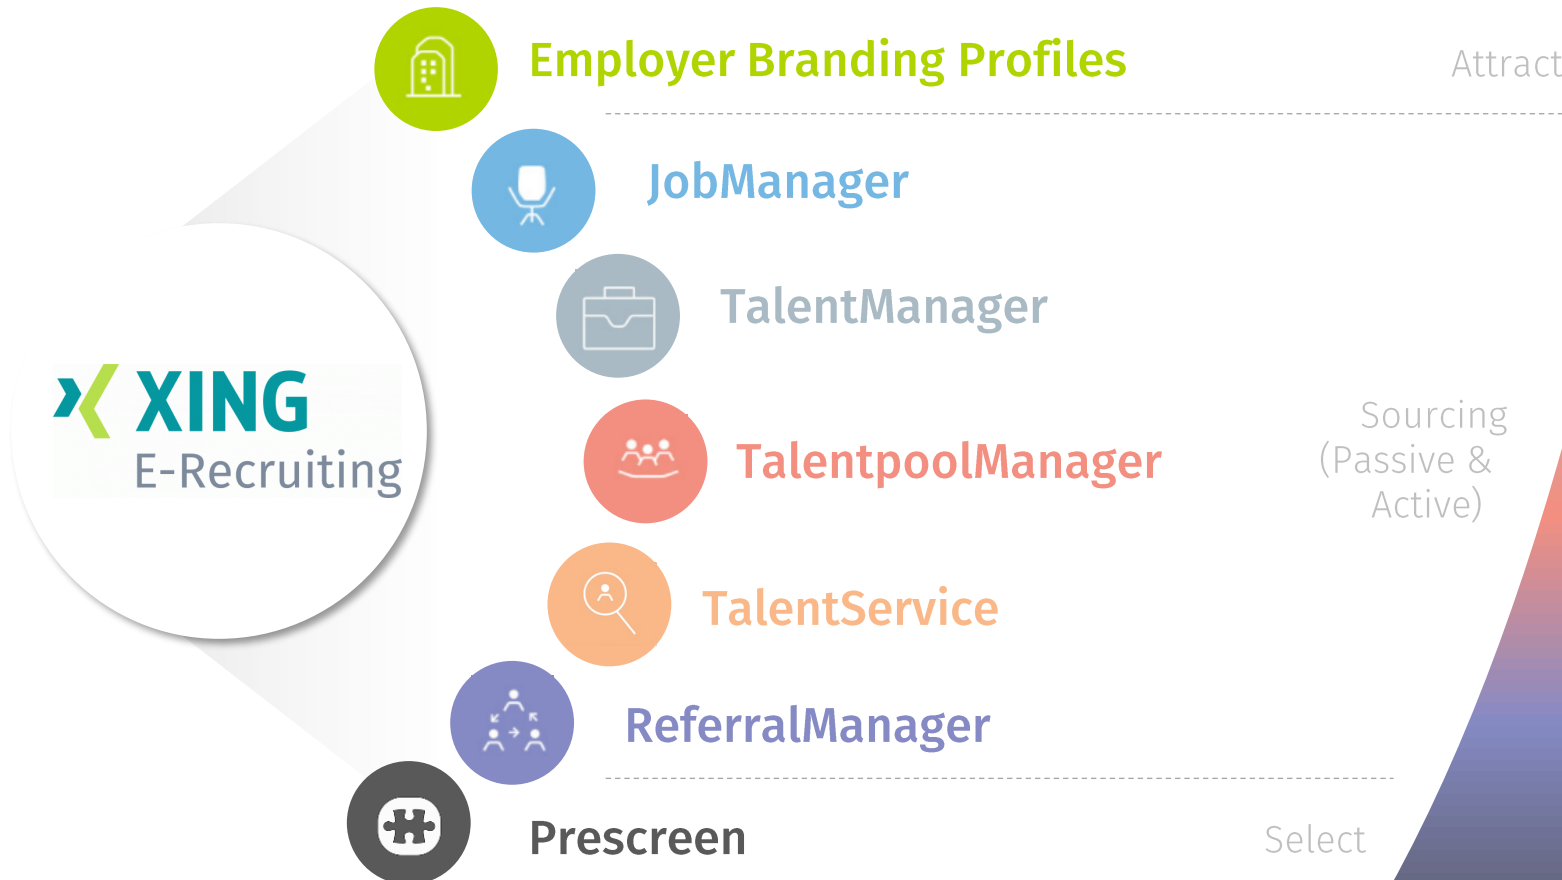 Employer Branding Profiles
Attract
JobManager
TalentManager
XING
E-Recruiting
TalentpoolManager
Sourcing
(Passive &
Active)
TalentService
ReferralManager
Prescreen
Select